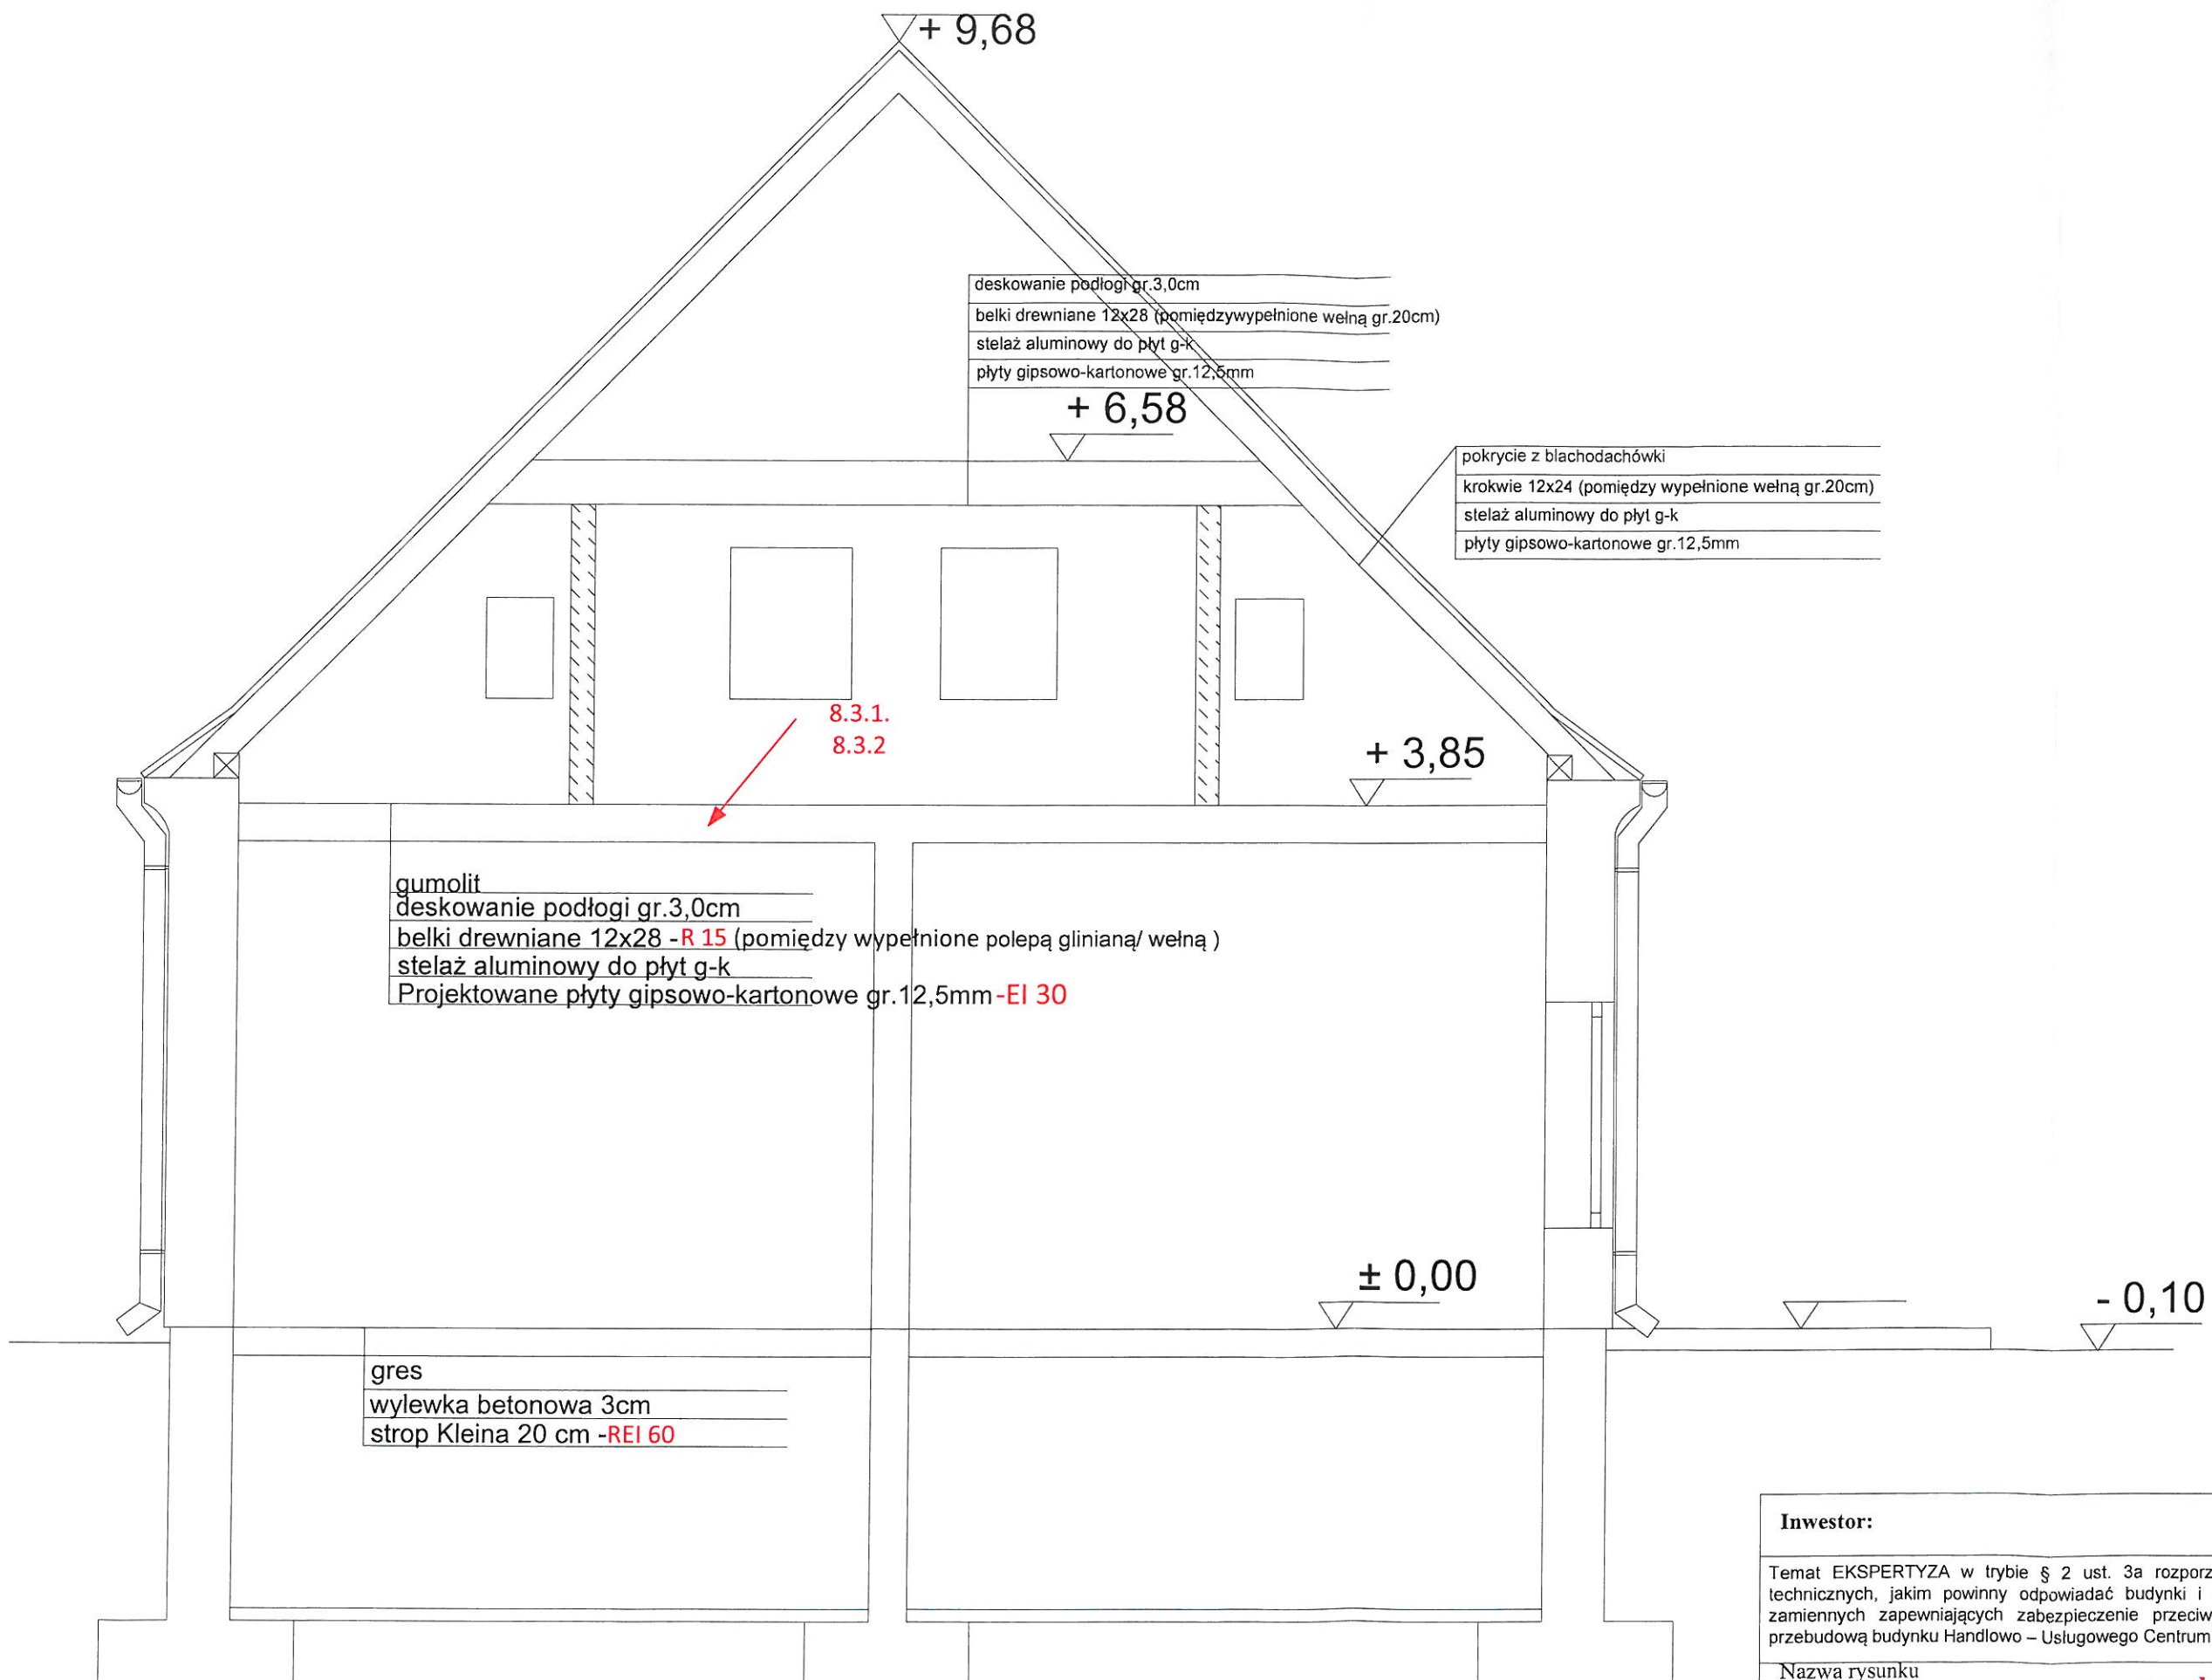 + 9,68
deskowanie podłogi gr.3,0cm
belki drewniane 12x28 (pomiędzywypełnione wełną gr.20cm)
stelaż aluminowy do płyt g-k
płyty gipsowo-kartonowe gr.12,5mm
+ 6,58
pokrycie z blachodachówki
krokwie 12x24 (pomiędzy wypełnione wełną gr.20cm)
stelaż aluminowy do płyt g-k
płyty gipsowo-kartonowe gr.12,5mm
8.3.1.
8.3.2
+ 3,85
gumolit
deskowanie podłogi gr.3,0cm
belki drewniane 12x28 -R 15 (pomiędzy wypełnione polepą glinianą/ wełną )
stelaż aluminowy do płyt g-k
Projektowane płyty gipsowo-kartonowe gr.12,5mm-EI 30
± 0,00
- 0,10
gres
wylewka betonowa 3cm
strop Kleina 20 cm -REI 60
Inwestor:
Temat EKSPERTYZA w trybie § 2 ust. 3a rozporz
technicznych, jakim powinny odpowiadać budynki i
zamiennych zapewniających zabezpieczenie przeciw
przebudową budynku Handlowo – Usługowego Centrum
Nazwa rysunku